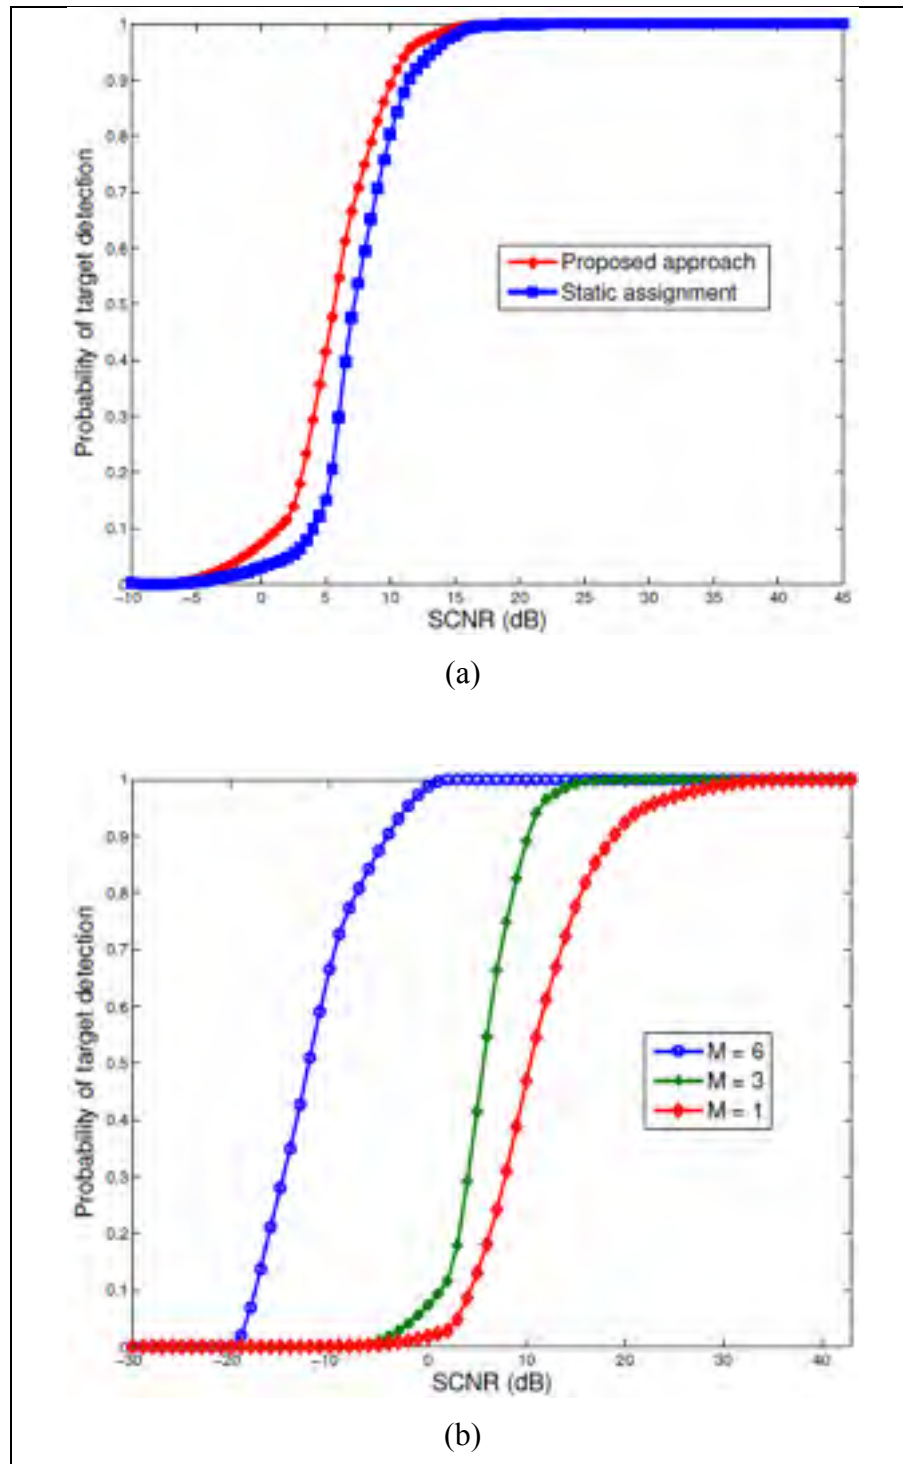 1
0.9
0.8
0.7
0.6
0.5
0.4
0.3
0.2
0.1
0
Probability of target detection
Proposed approach
Static assignment
-10 -5 0 5 10 15 20 25 30 35 40 45
SCNR (dB)
(a)
1
0.9
0.8
0.7
0.6
0.5
0.4
0.3
0.2
0.1
0
Probability of target detection
M = 6
M = 3
M = 1
-30 -20 -10 0 10 20 30 40
SCNR (dB)
(b)